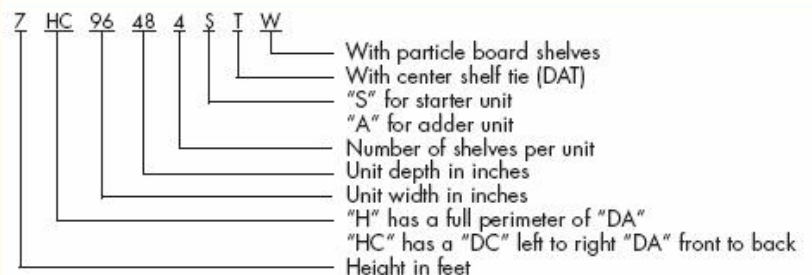 7 HC 96 48 4 S T W
With particle board shelves
With center shelf tie (DAT)
"S" for starter unit
"A" for adder unit
Number of shelves per unit
Unit depth in inches
Unit width in inches
"H" has a full perimeter of "DA"
"HC" has a "DC" left to right "DA" front to back
Height in feet